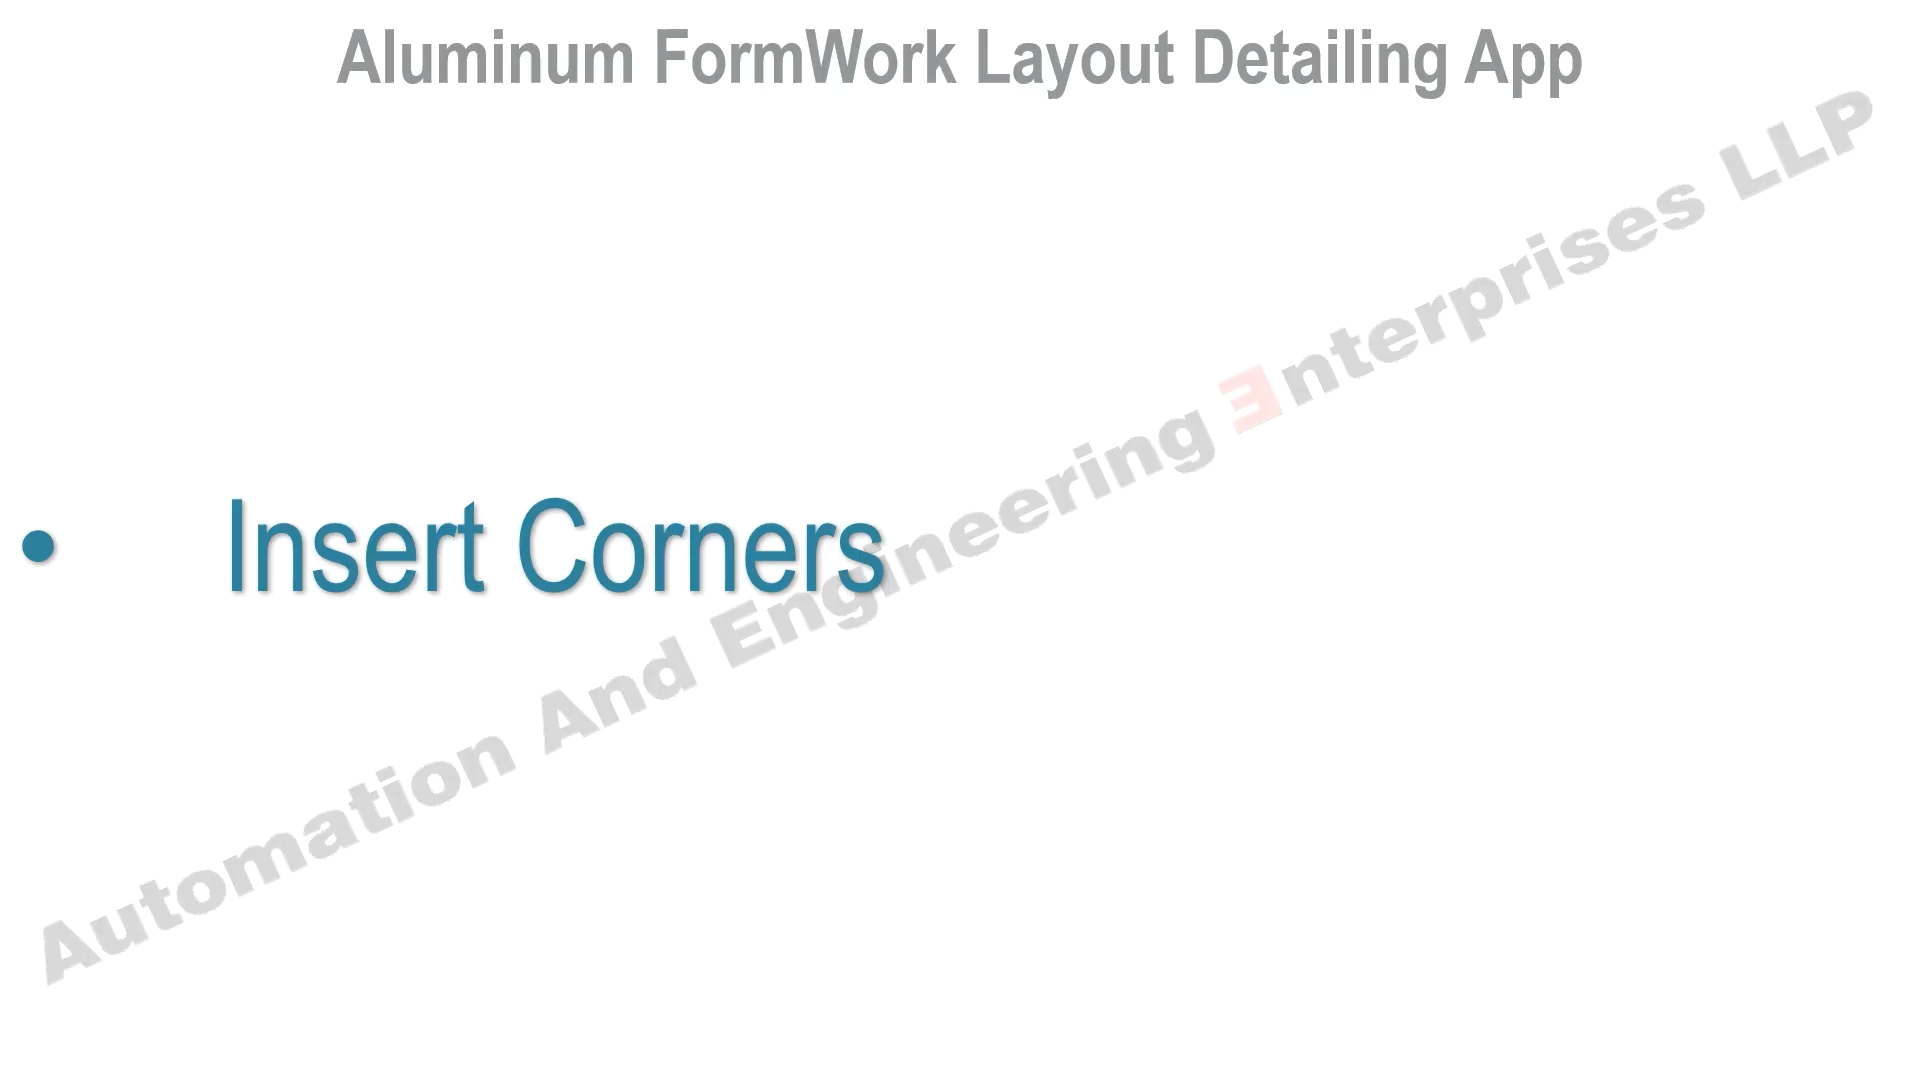 Aluminum FormWork Layout Detailing App
• Insert Corners
Automation And Engineering Enterprises LLP